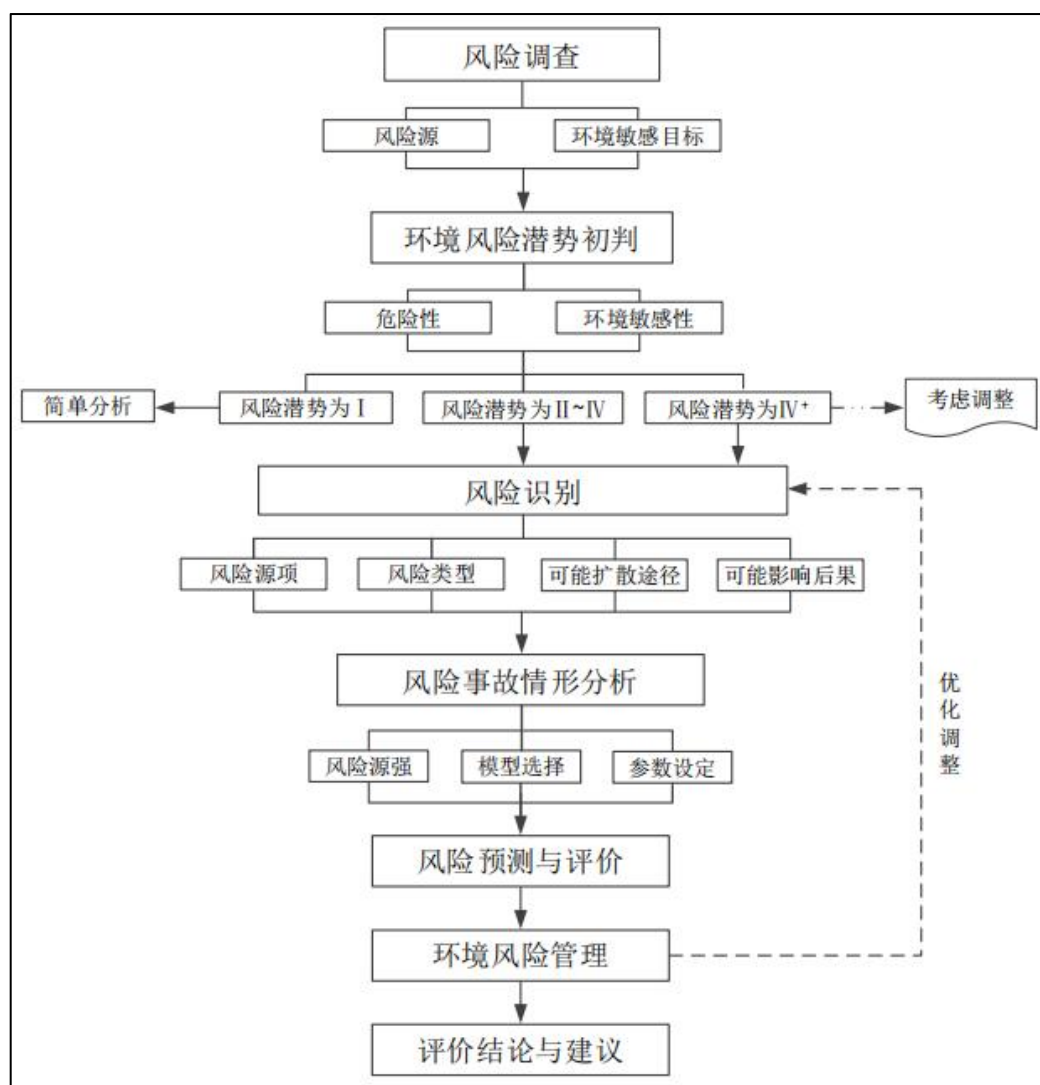 风险调查
风险源
环境敏感目标
环境风险潜势初判
危险性
环境敏感性
简单分析
风险潜势为Ⅰ
风险潜势为Ⅱ~Ⅳ
风险潜势为Ⅳ⁺
考虑调整
风险识别
风险源项
风险类型
可能扩散途径
可能影响后果
风险事故情形分析
优化调整
风险源强
模型选择
参数设定
风险预测与评价
环境风险管理
评价结论与建议